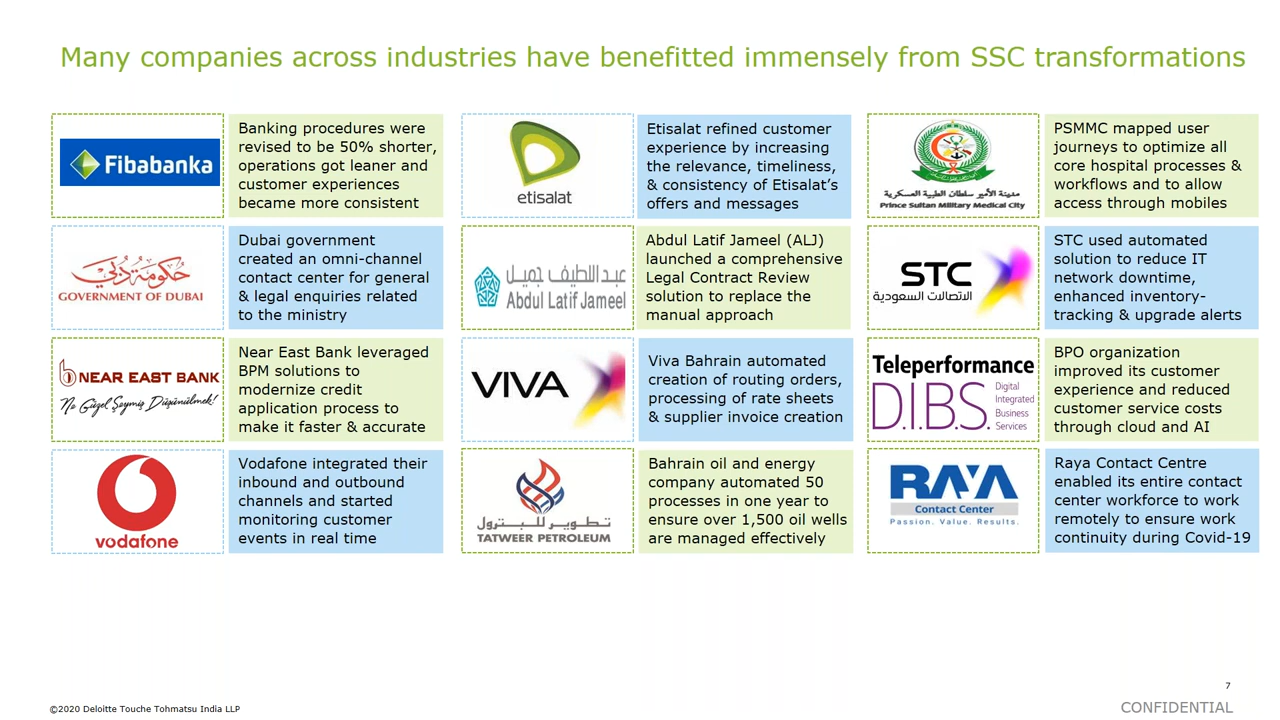 Many companies across industries have benefitted immensely from SSC transformations
Fibabanka
Banking procedures were
revised to be 50% shorter,
operations got leaner and
customer experiences
became more consistent
etisalat
Etisalat refined customer
experience by increasing
the relevance, timeliness,
& consistency of Etisalat’s
offers and messages
مدينة الأمير سلطان الطبية العسكرية
Prince Sultan Military Medical City
PSMMC mapped user
journeys to optimize all
core hospital processes &
workflows and to allow
access through mobiles
حكومة دبي
GOVERNMENT OF DUBAI
Dubai government
created an omni-channel
contact center for general
& legal enquiries related
to the ministry
عبد اللطيف جميل
Abdul Latif Jameel
Abdul Latif Jameel (ALJ)
launched a comprehensive
Legal Contract Review
solution to replace the
manual approach
STC
الاتصالات السعودية
STC used automated
solution to reduce IT
network downtime,
enhanced inventory-
tracking & upgrade alerts
NEAR EAST BANK
Ne Güzel Şeymiş Düşünülmek!
Near East Bank leveraged
BPM solutions to
modernize credit
application process to
make it faster & accurate
VIVA
Viva Bahrain automated
creation of routing orders,
processing of rate sheets
& supplier invoice creation
Teleperformance
D.I.B.S.
Digital
Integrated
Business
Services
BPO organization
improved its customer
experience and reduced
customer service costs
through cloud and AI
vodafone
Vodafone integrated their
inbound and outbound
channels and started
monitoring customer
events in real time
تطوير للبترول
TATWEER PETROLEUM
Bahrain oil and energy
company automated 50
processes in one year to
ensure over 1,500 oil wells
are managed effectively
RAYA
Contact Center
Passion. Value. Results.
Raya Contact Centre
enabled its entire contact
center workforce to work
remotely to ensure work
continuity during Covid-19
7
©2020 Deloitte Touche Tohmatsu India LLP
CONFIDENTIAL